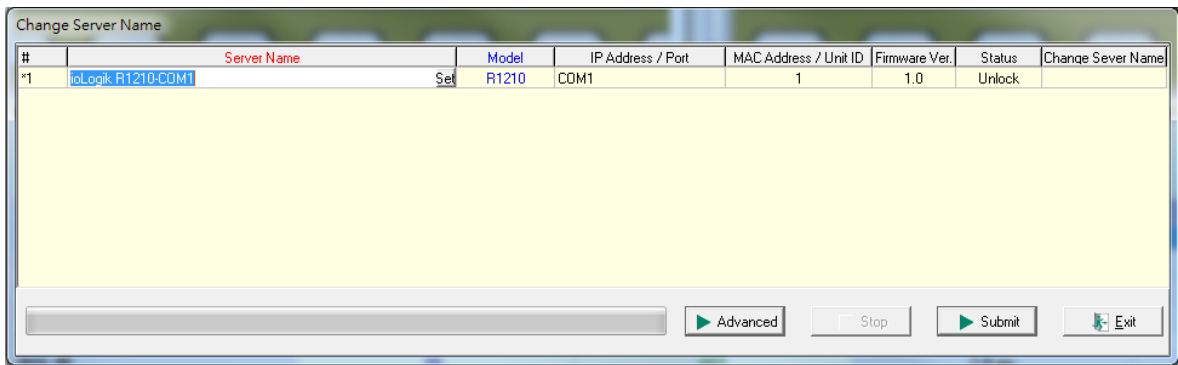 Change Server Name
# Server Name Model IP Address / Port MAC Address / Unit ID Firmware Ver. Status Change Sever Name
*1 ioLogik R1210-COM1 Set R1210 COM1 1 1.0 Unlock
Advanced Stop Submit Exit